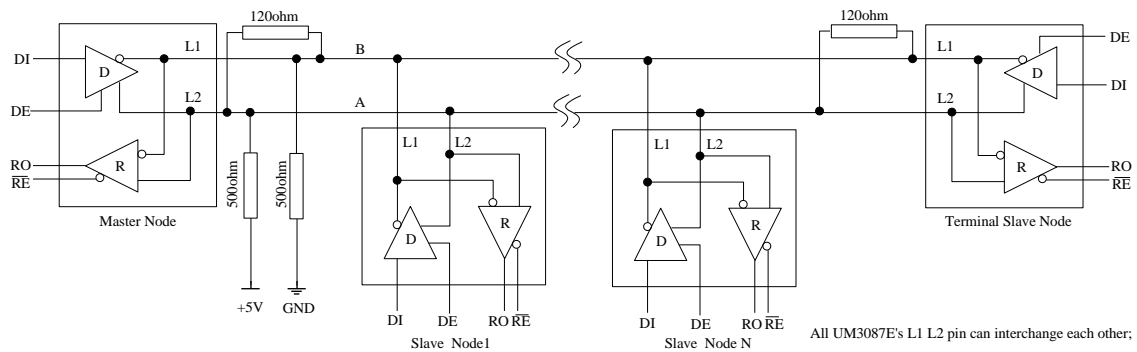 120ohm
120ohm
L1
B
L1
DE
DI
D
D
DI
L2
A
L2
DE
L1
L2
L1
L2
RO
R
R
RO
RE
RE
500ohm
500ohm
Master Node
Terminal Slave Node
D
R
D
R
+5V
GND
DI
DE
RO
RE
DI
DE
RO
RE
Slave Node1
Slave Node N
All UM3087E's L1 L2 pin can interchange each other;